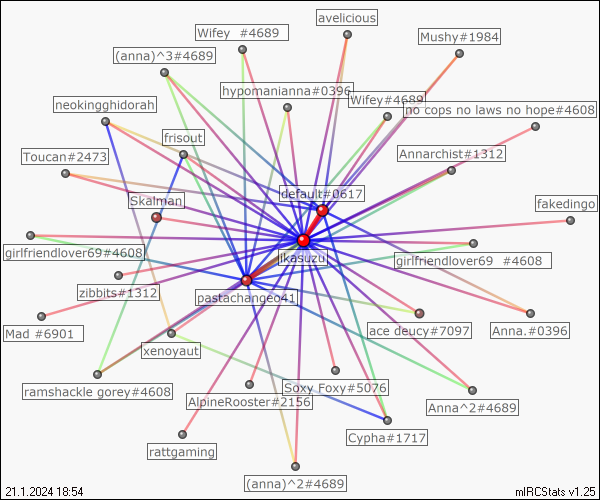 avelicious
Wifey #4689
Mushy#1984
(anna)^3#4689
hypomanianna#0396
Wifey#4689
neokingghidorah
no cops no laws no hope#4608
frisout
Toucan#2473
Annarchist#1312
default#0617
Skalman_
fakedingo
girlfriendlover69#4608
ikasuzu
girlfriendlover69 #4608
zibbits#1312
pastachangeo41
Mad #6901
ace deucy#7097
Anna.#0396
xenoyaut
ramshackle gorey#4608
Soxy Foxy#5076
AlpineRooster#2156
Anna^2#4689
Cypha#1717
rattgaming
(anna)^2#4689
21.1.2024 18:54
mIRCStats v1.25